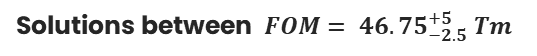 Solutions between FOM = 46.75^{+5}_{-2.5} Tm